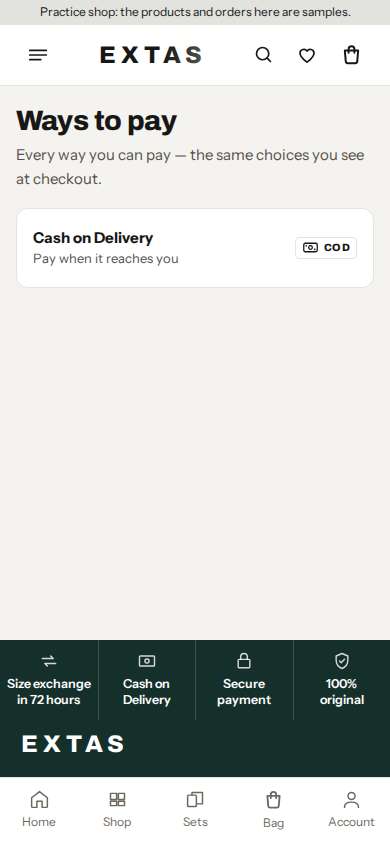 Practice shop: the products and orders here are samples.
EXTAS
Ways to pay
Every way you can pay — the same choices you see
at checkout.
Cash on Delivery
Pay when it reaches you
COD
Size exchange
in 72 hours
Cash on
Delivery
Secure
payment
100%
original
EXTAS
Home
Shop
Sets
Bag
Account